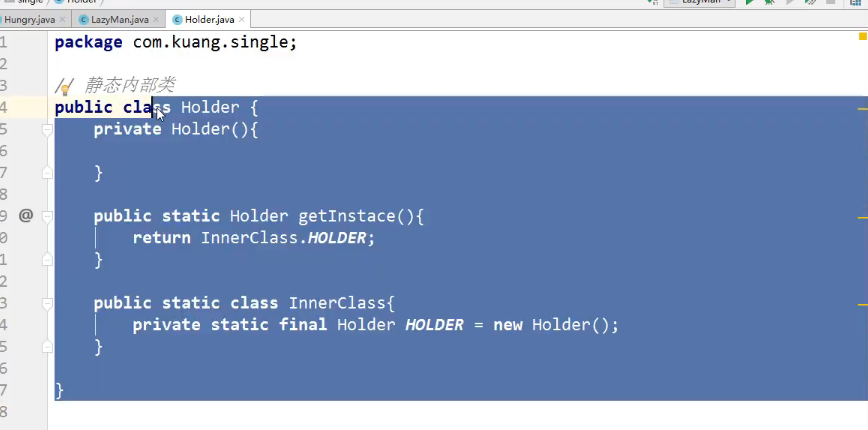 single
Holder
LazyMan
Hungry.java
LazyMan.java
Holder.java
1 package com.kuang.single;
2
3 // 静态内部类
4 public class Holder {
5 private Holder(){
6
7 }
8
9 @ public static Holder getInstace(){
0 return InnerClass.HOLDER;
1 }
2
3 public static class InnerClass{
4 private static final Holder HOLDER = new Holder();
5 }
6
7 }
8